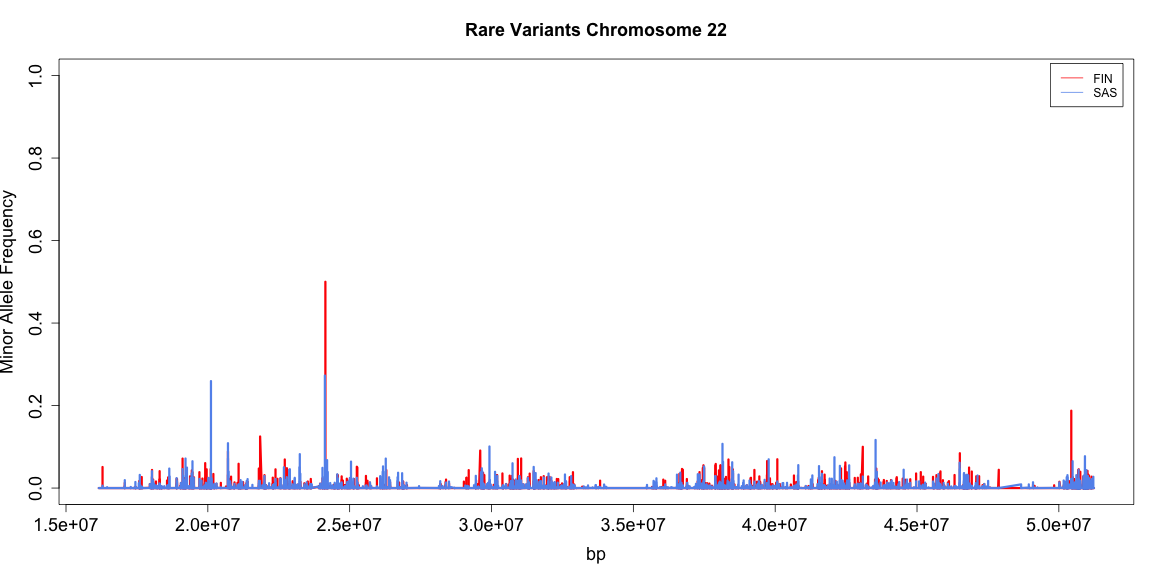 Rare Variants Chromosome 22
FIN
SAS
Minor Allele Frequency
1.0
0.8
0.6
0.4
0.2
0.0
1.5e+07 2.0e+07 2.5e+07 3.0e+07 3.5e+07 4.0e+07 4.5e+07 5.0e+07
bp